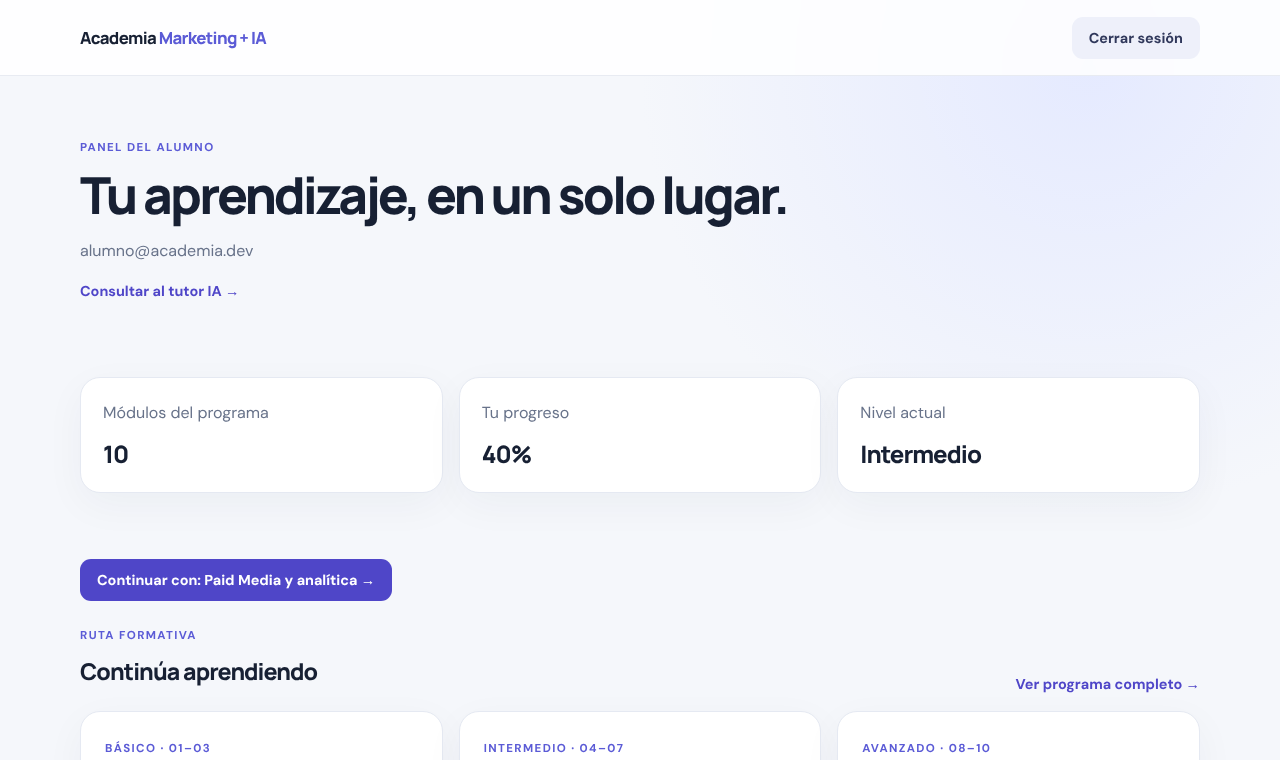 Academia Marketing + IA
Cerrar sesión
PANEL DEL ALUMNO
Tu aprendizaje, en un solo lugar.
alumno@academia.dev
Consultar al tutor IA →
Módulos del programa
10
Tu progreso
40%
Nivel actual
Intermedio
Continuar con: Paid Media y analítica →
RUTA FORMATIVA
Continúa aprendiendo
Ver programa completo →
BÁSICO · 01–03
INTERMEDIO · 04–07
AVANZADO · 08–10